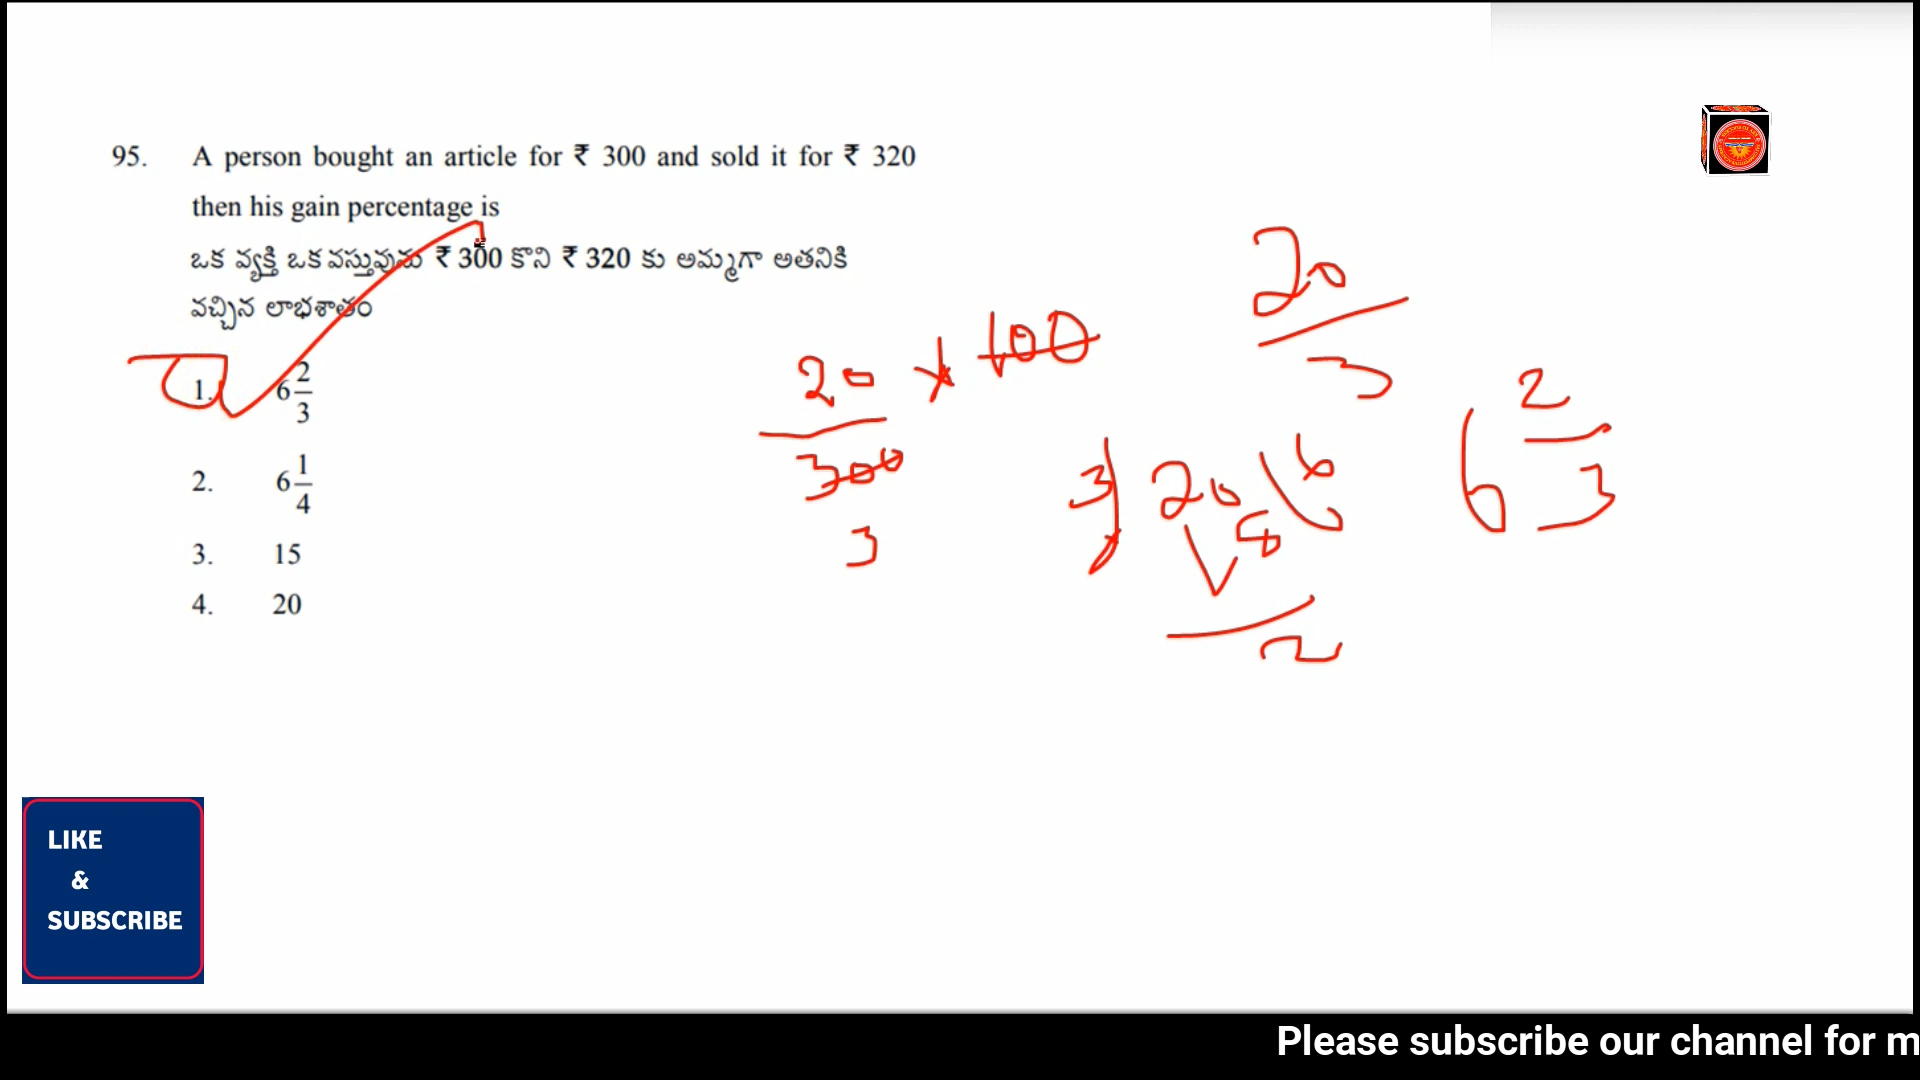 95. A person bought an article for ₹ 300 and sold it for ₹ 320
then his gain percentage is
ఒక వ్యక్తి ఒక వస్తువును ₹ 300 కొని ₹ 320 కు అమ్మగా అతనికి
వచ్చిన లాభశాతం
1. 6 2/3
2. 6 1/4
3. 15
4. 20
20 × 100
300
3
20
3
3) 20 ( 6
18
2
6 2/3
LIKE
&
SUBSCRIBE
Please subscribe our channel for m